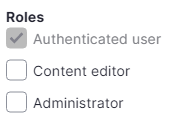 Roles
Authenticated user
Content editor
Administrator